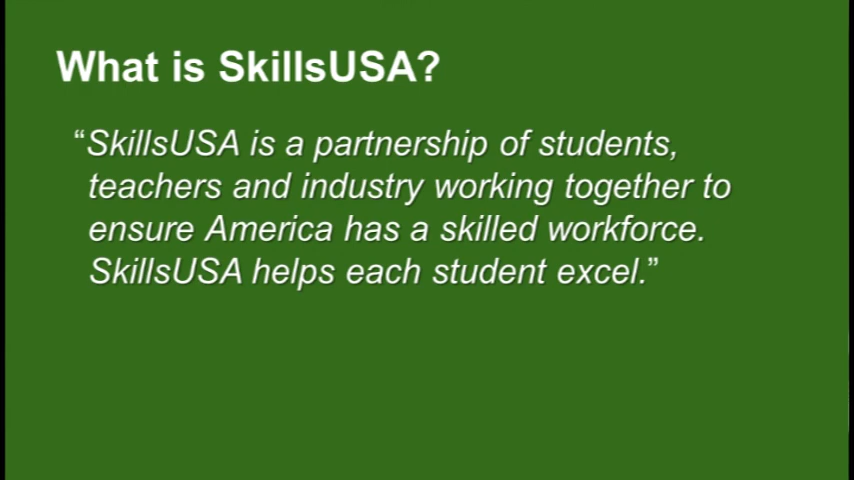 What is SkillsUSA?
“SkillsUSA is a partnership of students,
teachers and industry working together to
ensure America has a skilled workforce.
SkillsUSA helps each student excel.”